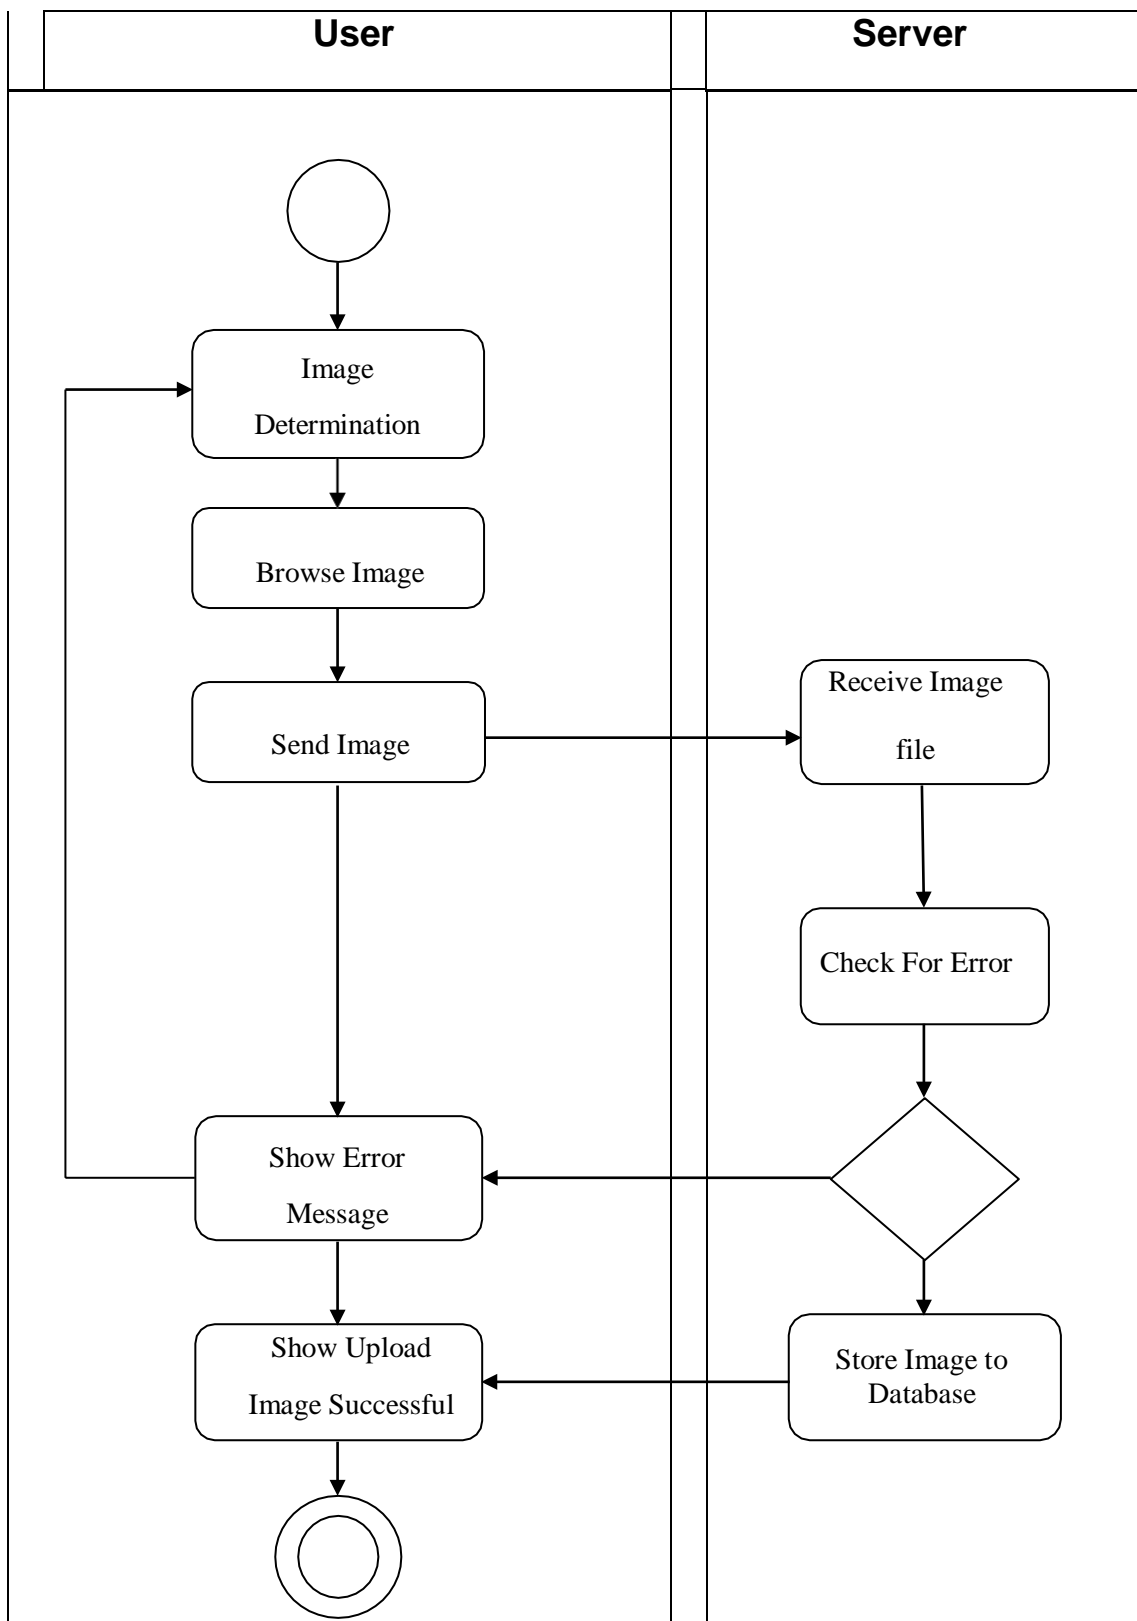 User
Server
Image
Determination
Browse Image
Send Image
Receive Image
file
Check For Error
Show Error
Message
Show Upload
Image Successful
Store Image to
Database